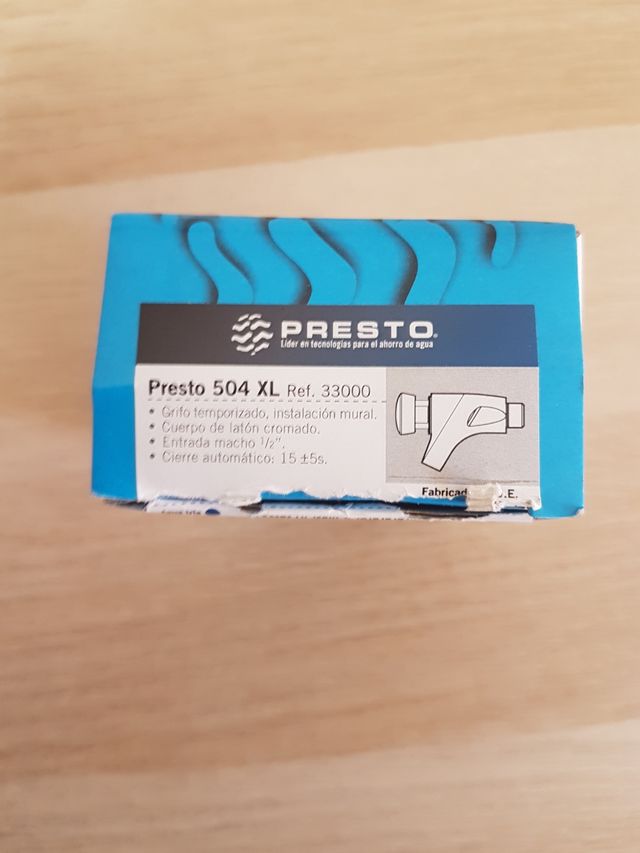 PRESTO®
Líder en tecnologías para el ahorro de agua
Presto 504 XL Ref. 33000
• Grifo temporizado, instalación mural.
• Cuerpo de latón cromado.
• Entrada macho 1/2".
• Cierre automático: 15 ±5s.
Fabricad .E.